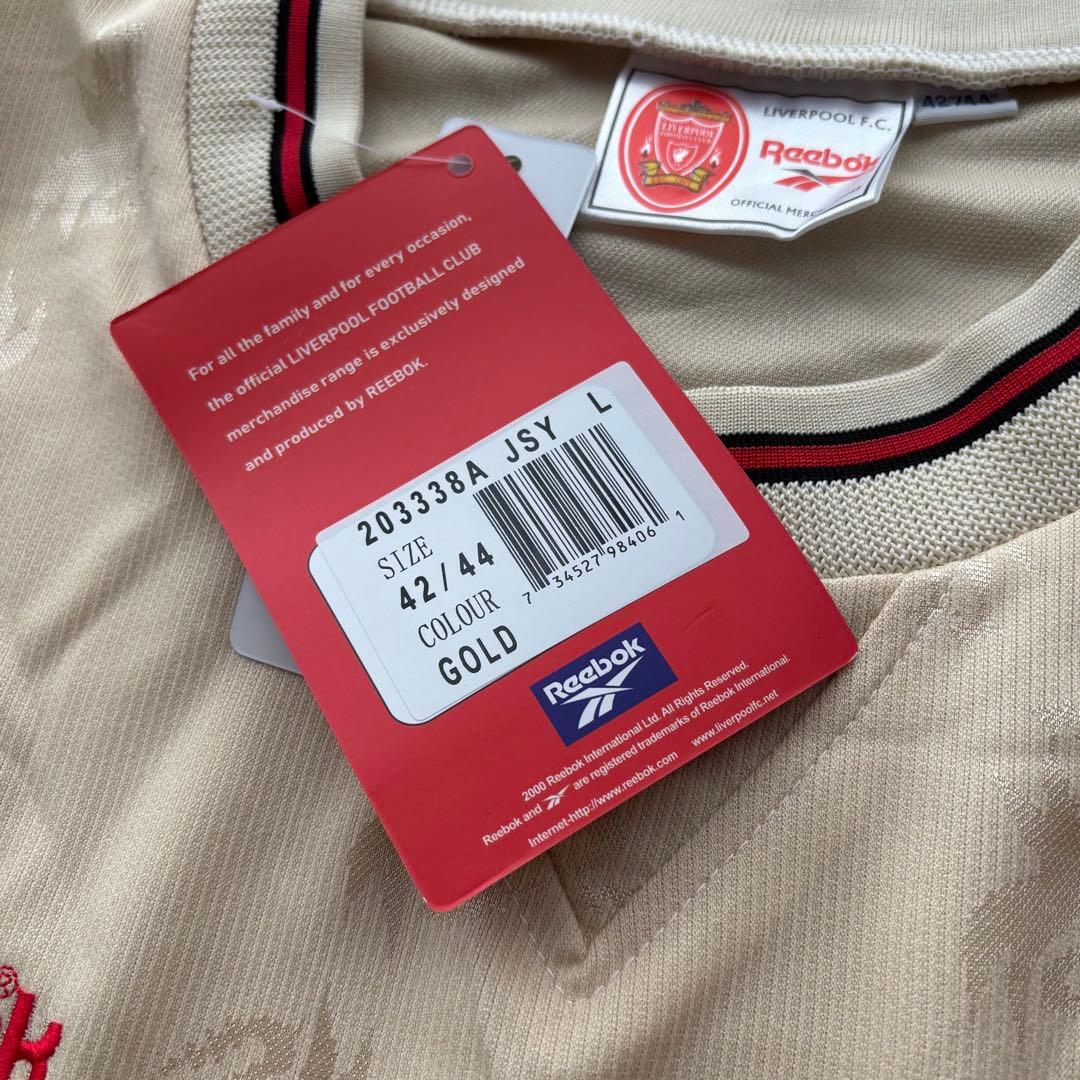 LIVERPOOL F.C.
LIVERPOOL
Reebok
OFFICIAL MERC
For all the family and for every occasion,
the official LIVERPOOL FOOTBALL CLUB
merchandise range is exclusively designed
and produced by REEBOK.
203338A JSY L
SIZE
42/44
COLOUR
GOLD
7 34527 98406 1
Reebok
2000 Reebok International Ltd. All Rights Reserved.
Reebok and are registered trademarks of Reebok International.
Internet-http://www.reebok.com www.liverpoolfc.net